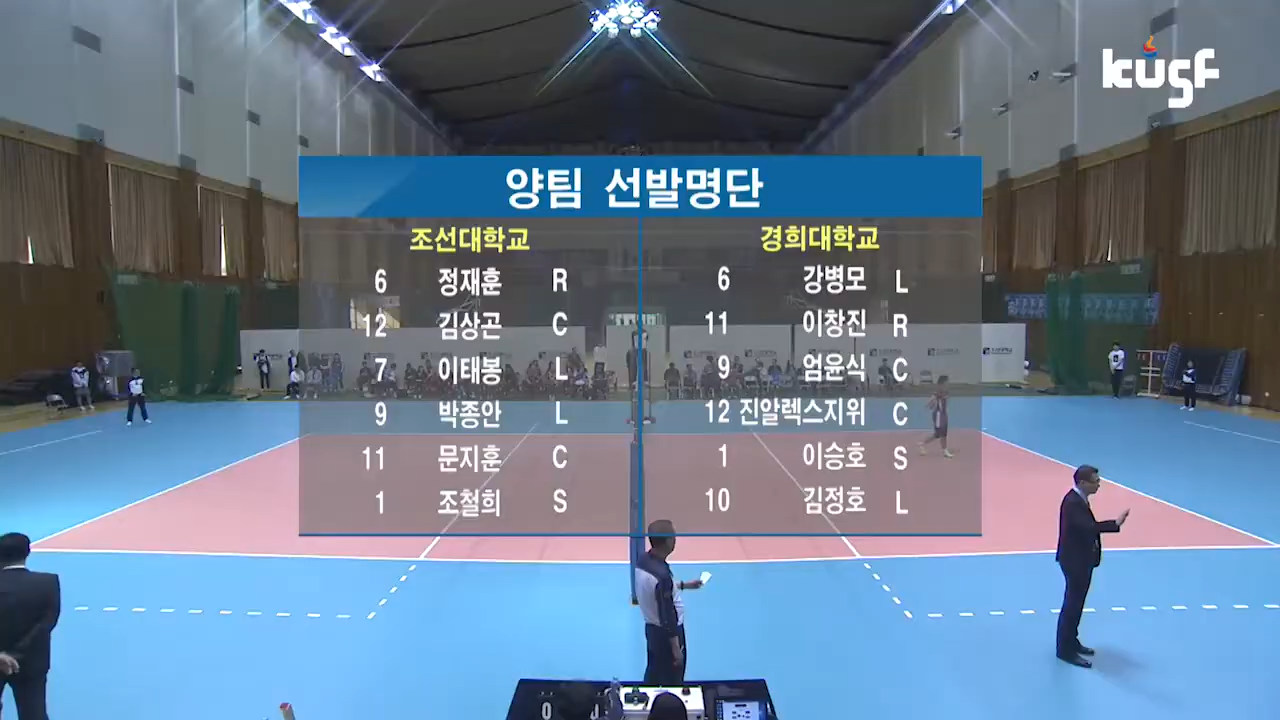 kusf
양팀 선발명단
조선대학교
6 정재훈 R
12 김상곤 C
7 이태봉 L
9 박종안 L
11 문지훈 C
1 조철희 S
경희대학교
6 강병모 L
11 이창진 R
9 엄윤식 C
12 진알렉스지위 C
1 이승호 S
10 김정호 L
0